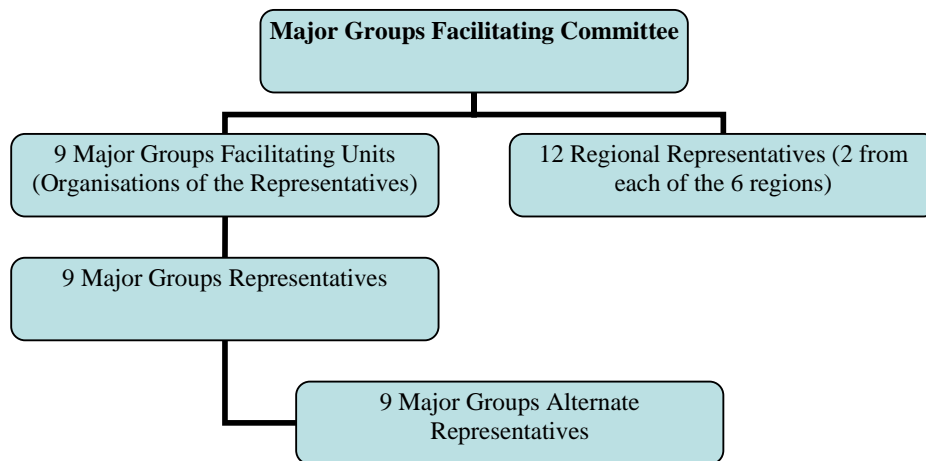 Major Groups Facilitating Committee
9 Major Groups Facilitating Units
(Organisations of the Representatives)
12 Regional Representatives (2 from
each of the 6 regions)
9 Major Groups Representatives
9 Major Groups Alternate
Representatives